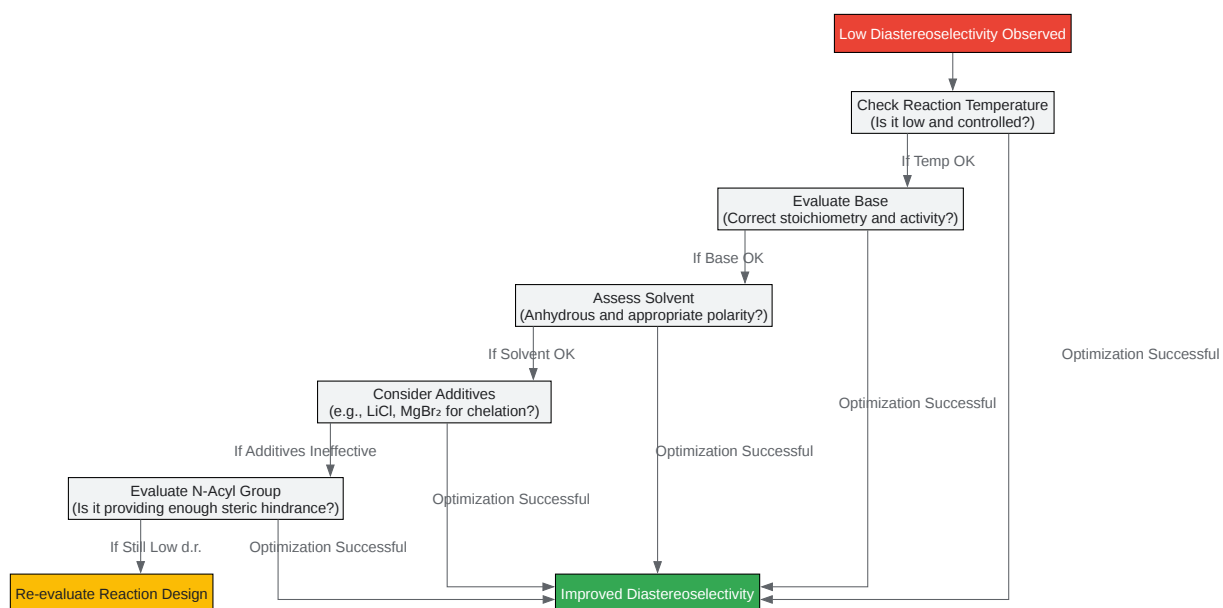 Low Diastereoselectivity Observed
Check Reaction Temperature
(Is it low and controlled?)
If Temp OK
Evaluate Base
(Correct stoichiometry and activity?)
If Base OK
Assess Solvent
(Anhydrous and appropriate polarity?)
If Solvent OK
Optimization Successful
Consider Additives
(e.g., LiCl, MgBr₂ for chelation?)
Optimization Successful
If Additives Ineffective
Optimization Successful
Evaluate N-Acyl Group
(Is it providing enough steric hindrance?)
Optimization Successful
If Still Low d.r.
Optimization Successful
Re-evaluate Reaction Design
Improved Diastereoselectivity